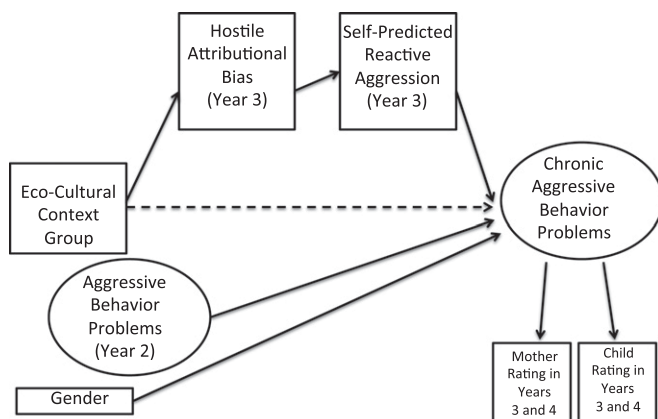 Hostile
Attributional
Bias
(Year 3)
Self-Predicted
Reactive
Aggression
(Year 3)
Eco-Cultural
Context
Group
Chronic
Aggressive
Behavior
Problems
Aggressive
Behavior
Problems
(Year 2)
Gender
Mother
Rating in
Years
3 and 4
Child
Rating in
Years
3 and 4